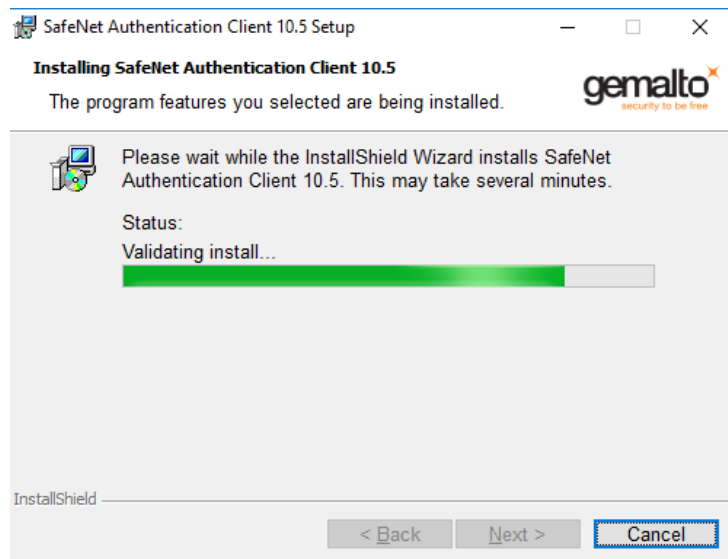 SafeNet Authentication Client 10.5 Setup
Installing SafeNet Authentication Client 10.5
The program features you selected are being installed.
gemalto
security to be free
Please wait while the InstallShield Wizard installs SafeNet
Authentication Client 10.5. This may take several minutes.
Status:
Validating install...
InstallShield
< Back
Next >
Cancel